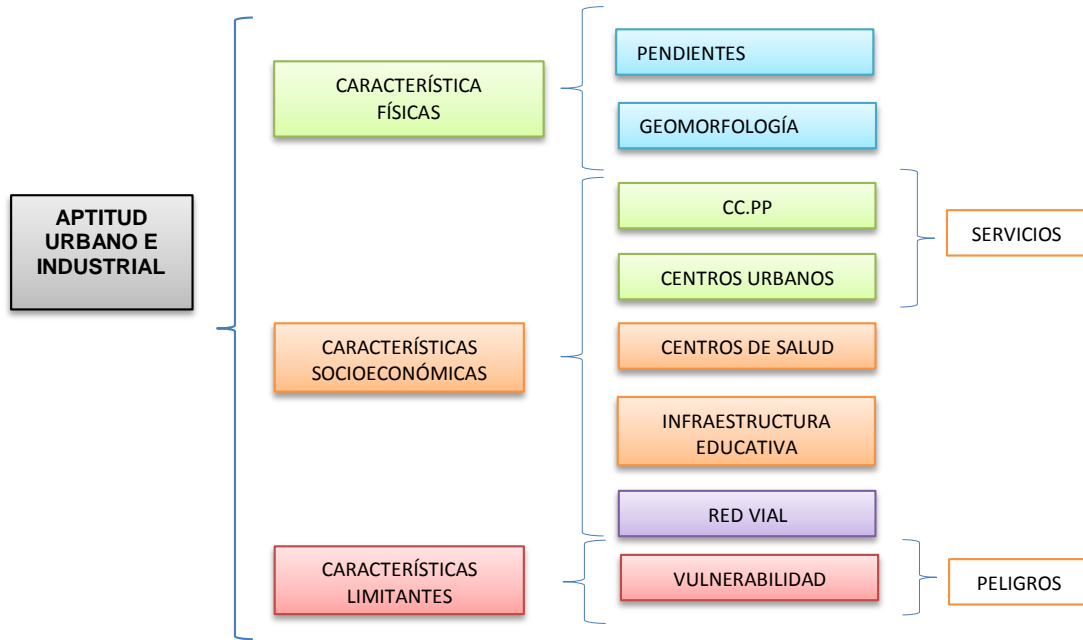 APTITUD
URBANO E
INDUSTRIAL
CARACTERÍSTICA
FÍSICAS
PENDIENTES
GEOMORFOLOGÍA
CARACTERÍSTICAS
SOCIOECONÓMICAS
CC.PP
CENTROS URBANOS
SERVICIOS
CENTROS DE SALUD
INFRAESTRUCTURA
EDUCATIVA
RED VIAL
CARACTERÍSTICAS
LIMITANTES
VULNERABILIDAD
PELIGROS